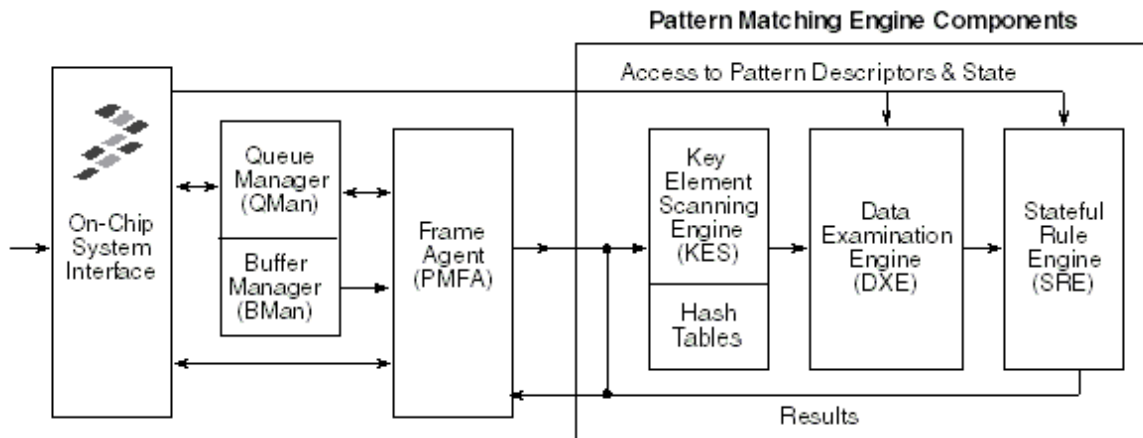 Pattern Matching Engine Components
Access to Pattern Descriptors & State
On-Chip
System
Interface
Queue
Manager
(QMan)
Buffer
Manager
(BMan)
Frame
Agent
(PMFA)
Key
Element
Scanning
Engine
(KES)
Hash
Tables
Data
Examination
Engine
(DXE)
Stateful
Rule
Engine
(SRE)
Results